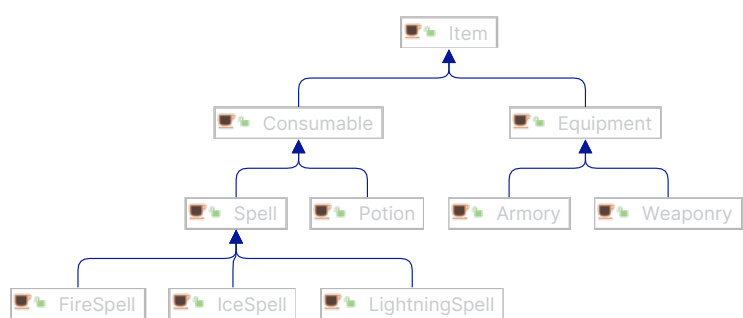 Item
Consumable
Equipment
Spell
Potion
Armory
Weaponry
FireSpell
IceSpell
LightningSpell